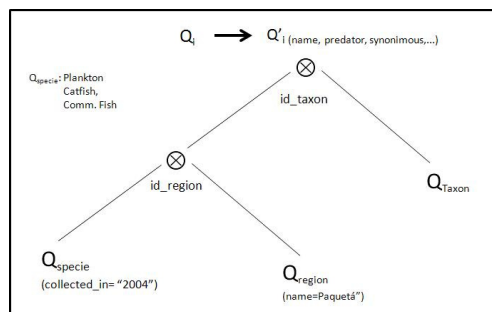 Qi → Q'i (name, predator, synonimous,...)
Qspecie: Plankton
Catfish,
Comm. Fish
id_taxon
id_region
QTaxon
Qspecie
(collected_in= “2004”)
Qregion
(name=Paquetá”)